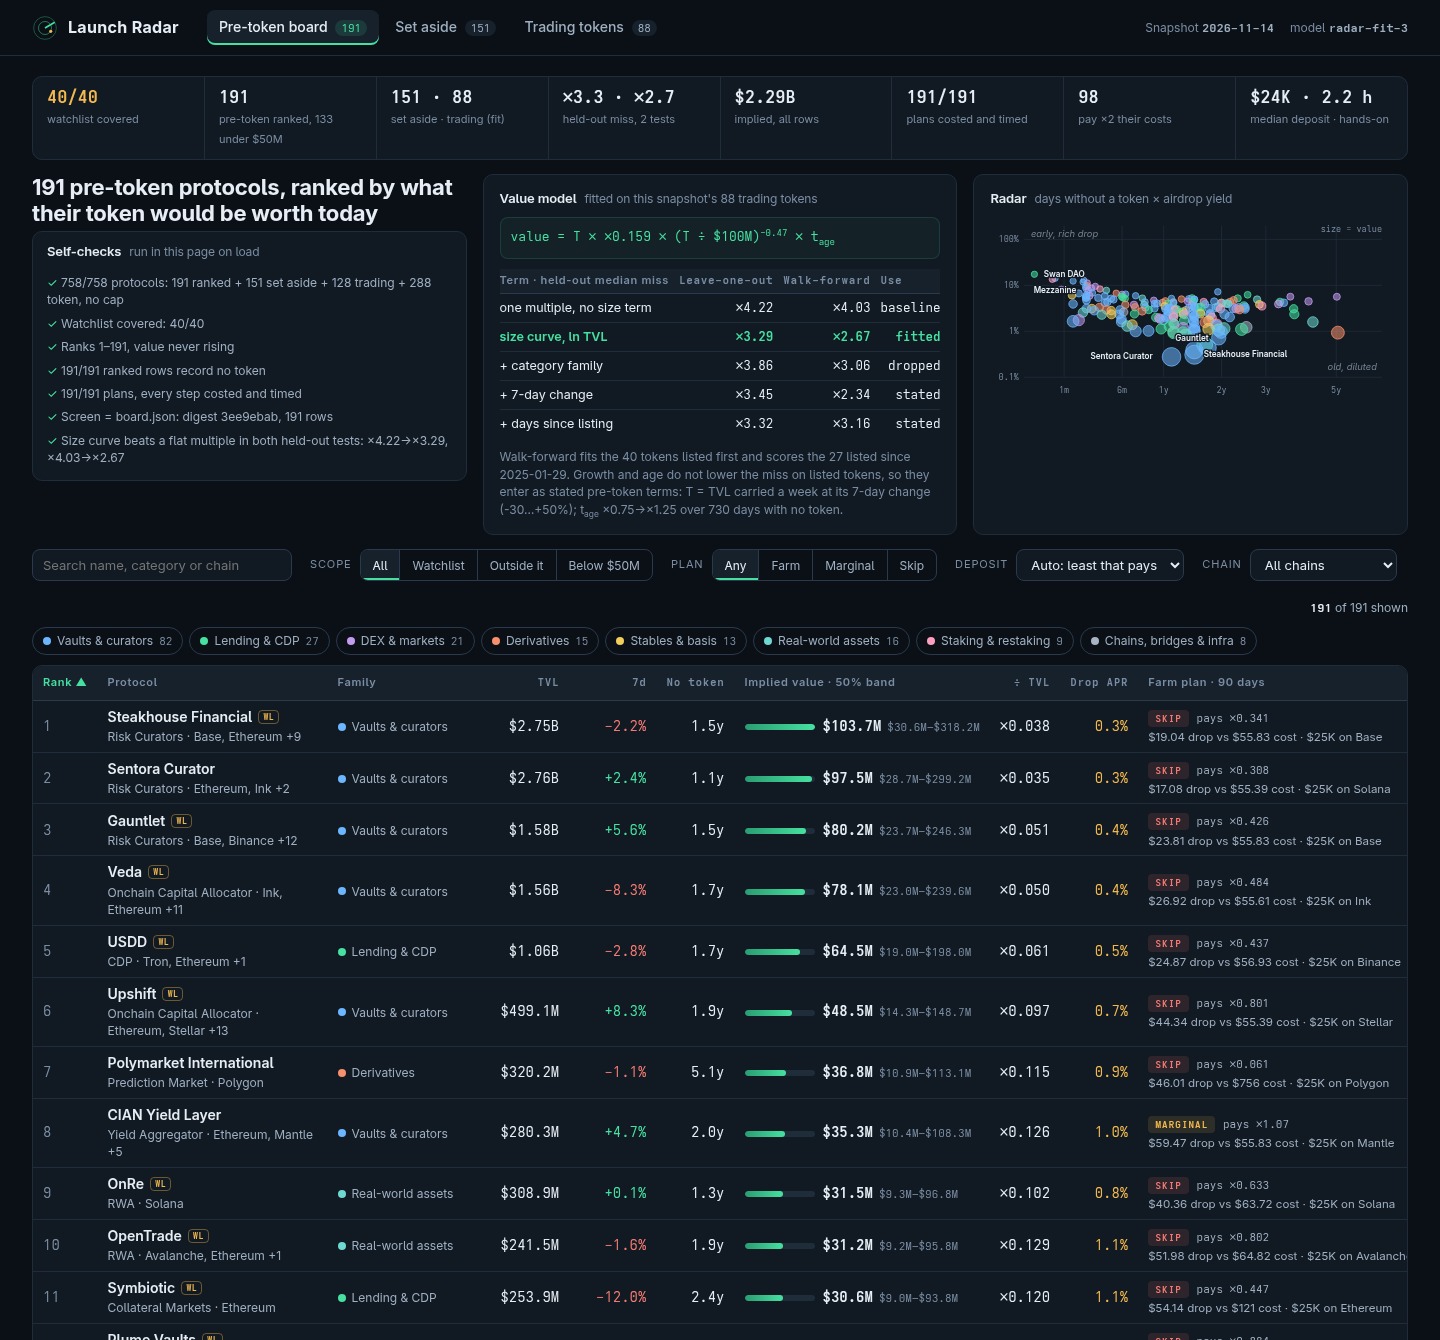 Launch Radar
Pre-token board 191
Set aside 151
Trading tokens 88
Snapshot 2026-11-14 model radar-fit-3
40/40
watchlist covered
191
pre-token ranked, 133
under $50M
151 · 88
set aside · trading (fit)
×3.3 · ×2.7
held-out miss, 2 tests
$2.29B
implied, all rows
191/191
plans costed and timed
98
pay ×2 their costs
$24K · 2.2 h
median deposit · hands-on
191 pre-token protocols, ranked by what
their token would be worth today
Self-checks run in this page on load
✓ 758/758 protocols: 191 ranked + 151 set aside + 128 trading + 288
token, no cap
✓ Watchlist covered: 40/40
✓ Ranks 1–191, value never rising
✓ 191/191 ranked rows record no token
✓ 191/191 plans, every step costed and timed
✓ Screen = board.json: digest 3ee9ebab, 191 rows
✓ Size curve beats a flat multiple in both held-out tests: ×4.22→×3.29,
×4.03→×2.67
Value model fitted on this snapshot's 88 trading tokens
value = T × ×0.159 × (T ÷ $100M)−0.47 × tage
Term · held-out median miss Leave-one-out Walk-forward Use
one multiple, no size term ×4.22 ×4.03 baseline
size curve, ln TVL ×3.29 ×2.67 fitted
+ category family ×3.86 ×3.06 dropped
+ 7-day change ×3.45 ×2.34 stated
+ days since listing ×3.32 ×3.16 stated
Walk-forward fits the 40 tokens listed first and scores the 27 listed since
2025-01-29. Growth and age do not lower the miss on listed tokens, so they
enter as stated pre-token terms: T = TVL carried a week at its 7-day change
(-30…+50%); tage ×0.75→×1.25 over 730 days with no token.
Radar days without a token × airdrop yield
size = value
early, rich drop
100%
10%
1%
0.1%
Swan DAO
Mezzanine
Gauntlet
Sentora Curator
Steakhouse Financial
old, diluted
1m 6m 1y 2y 3y 5y
Search name, category or chain
SCOPE All Watchlist Outside it Below $50M
PLAN Any Farm Marginal Skip
DEPOSIT Auto: least that pays
CHAIN All chains
191 of 191 shown
Vaults & curators 82
Lending & CDP 27
DEX & markets 21
Derivatives 15
Stables & basis 13
Real-world assets 16
Staking & restaking 9
Chains, bridges & infra 8
Rank ▲ Protocol Family TVL 7d No token Implied value · 50% band ÷ TVL Drop APR Farm plan · 90 days
1 Steakhouse Financial WL Vaults & curators $2.75B −2.2% 1.5y $103.7M $30.6M–$318.2M ×0.038 0.3% SKIP pays ×0.341
Risk Curators · Base, Ethereum +9 $19.04 drop vs $55.83 cost · $25K on Base
2 Sentora Curator Vaults & curators $2.76B +2.4% 1.1y $97.5M $28.7M–$299.2M ×0.035 0.3% SKIP pays ×0.308
Risk Curators · Ethereum, Ink +2 $17.08 drop vs $55.39 cost · $25K on Solana
3 Gauntlet WL Vaults & curators $1.58B +5.6% 1.5y $80.2M $23.7M–$246.3M ×0.051 0.4% SKIP pays ×0.426
Risk Curators · Base, Binance +12 $23.81 drop vs $55.83 cost · $25K on Base
4 Veda WL Vaults & curators $1.56B −8.3% 1.7y $78.1M $23.0M–$239.6M ×0.050 0.4% SKIP pays ×0.484
Onchain Capital Allocator · Ink, $26.92 drop vs $55.61 cost · $25K on Ink
Ethereum +11
5 USDD WL Lending & CDP $1.06B −2.8% 1.7y $64.5M $19.0M–$198.0M ×0.061 0.5% SKIP pays ×0.437
CDP · Tron, Ethereum +1 $24.87 drop vs $56.93 cost · $25K on Binance
6 Upshift WL Vaults & curators $499.1M +8.3% 1.9y $48.5M $14.3M–$148.7M ×0.097 0.7% SKIP pays ×0.801
Onchain Capital Allocator · $44.34 drop vs $55.39 cost · $25K on Stellar
Ethereum, Stellar +13
7 Polymarket International Derivatives $320.2M −1.1% 5.1y $36.8M $10.9M–$113.1M ×0.115 0.9% SKIP pays ×0.061
Prediction Market · Polygon $46.01 drop vs $756 cost · $25K on Polygon
8 CIAN Yield Layer Vaults & curators $280.3M +4.7% 2.0y $35.3M $10.4M–$108.3M ×0.126 1.0% MARGINAL pays ×1.07
Yield Aggregator · Ethereum, Mantle $59.47 drop vs $55.83 cost · $25K on Mantle
+5
9 OnRe WL Real-world assets $308.9M +0.1% 1.3y $31.5M $9.3M–$96.8M ×0.102 0.8% SKIP pays ×0.633
RWA · Solana $40.36 drop vs $63.72 cost · $25K on Solana
10 OpenTrade WL Real-world assets $241.5M −1.6% 1.9y $31.2M $9.2M–$95.8M ×0.129 1.1% SKIP pays ×0.802
RWA · Avalanche, Ethereum +1 $51.98 drop vs $64.82 cost · $25K on Avalanch
11 Symbiotic WL Lending & CDP $253.9M −12.0% 2.4y $30.6M $9.0M–$93.8M ×0.120 1.1% SKIP pays ×0.447
Collateral Markets · Ethereum $54.14 drop vs $121 cost · $25K on Ethereum
Plume Vaults